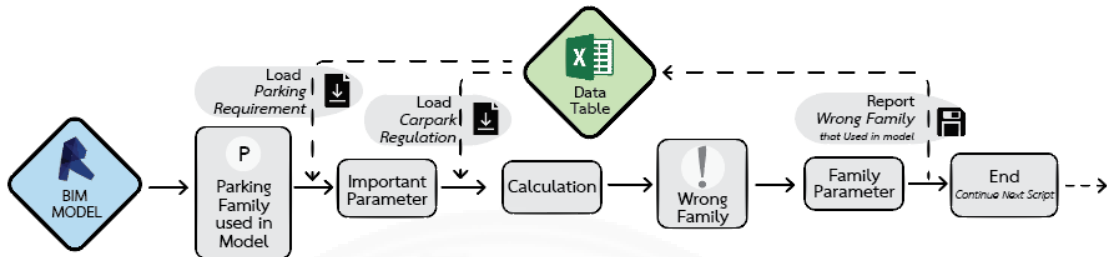 BIM
MODEL
P
Parking
Family
used in
Model
Load
Parking
Requirement
Important
Parameter
Load
Carpark
Regulation
X
Data
Table
Calculation
!
Wrong
Family
Family
Parameter
Report
Wrong Family
that Used in model
End
Continue Next Script